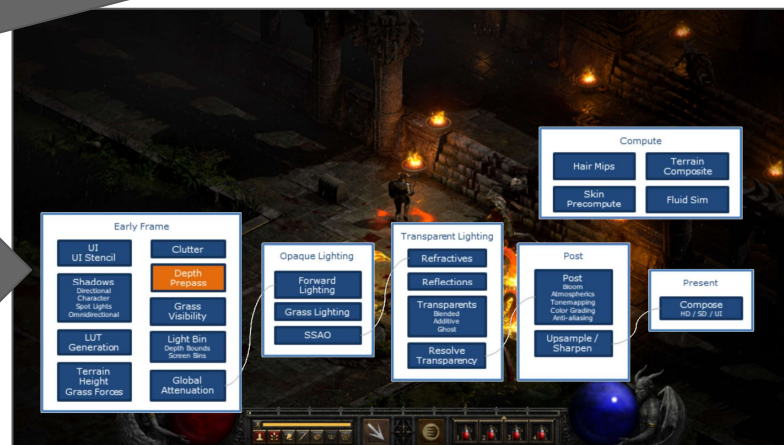 Compute
Hair Mips
Terrain
Composite
Skin
Precompute
Fluid Sim
Early Frame
UI
UI Stencil
Clutter
Shadows
Directional
Character
Spot Lights
Omnidirectional
Depth
Prepass
Grass
Visibility
LUT
Generation
Light Bin
Depth Bounds
Screen Bins
Terrain
Height
Grass Forces
Global
Attenuation
Opaque Lighting
Forward
Lighting
Grass Lighting
SSAO
Transparent Lighting
Refractives
Reflections
Transparents
Blended
Additive
Ghost
Resolve
Transparency
Post
Post
Bloom
Atmospherics
Tonemapping
Color Grading
Anti-aliasing
Upsample /
Sharpen
Present
Compose
HD / SD / UI